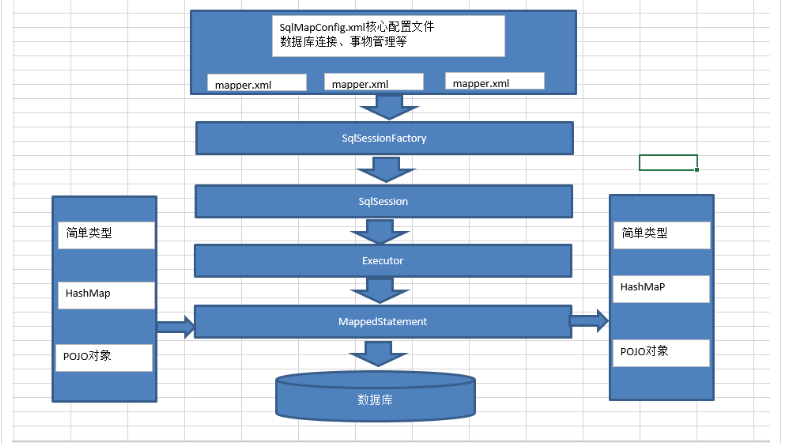 SqlMapConfig.xml核心配置文件
数据库连接、事物管理等
mapper.xml
mapper.xml
mapper.xml
SqlSessionFactory
SqlSession
Executor
MappedStatement
数据库
简单类型
HashMap
POJO对象
简单类型
HashMaP
POJO对象